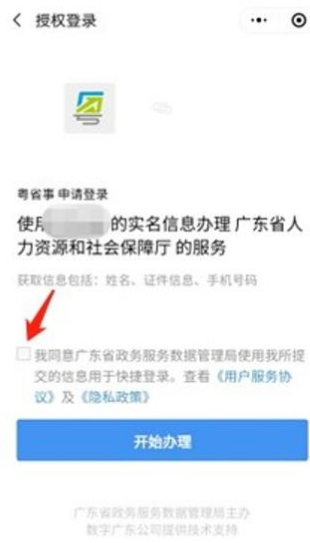 授权登录
粤省事 申请登录
使用 的实名信息办理 广东省人
力资源和社会保障厅 的服务
获取信息包括：姓名、证件信息、手机号码
我同意广东省政务服务数据管理局使用我所提
交的信息用于快捷登录。查看《用户服务协
议》及《隐私政策》
开始办理
广东省政务服务数据管理局主办
数字广东公司提供技术支持